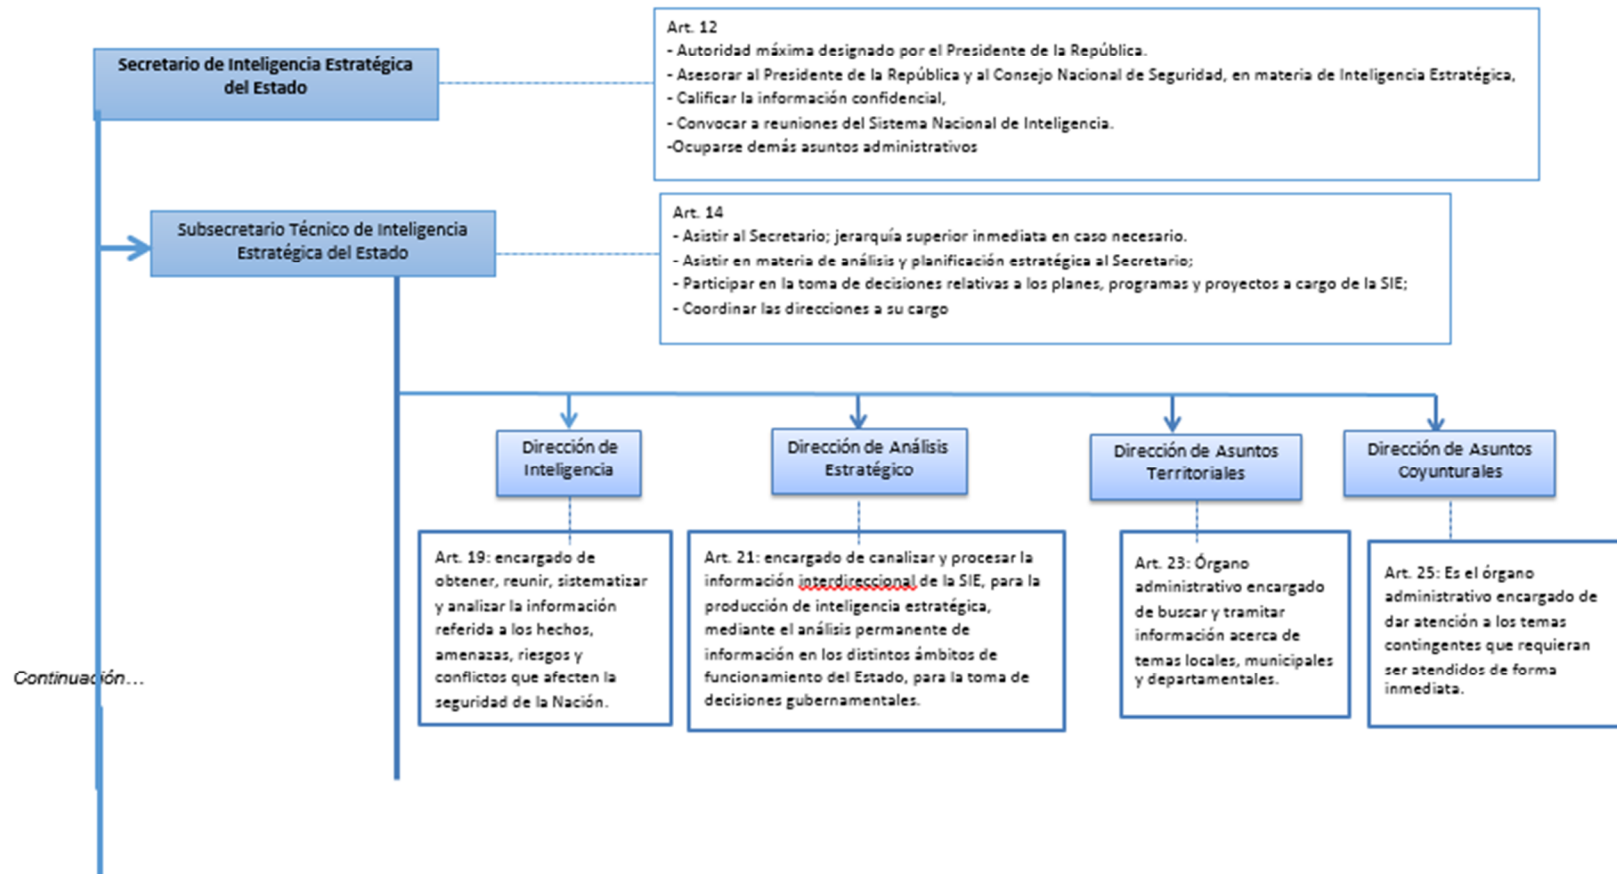 Secretario de Inteligencia Estratégica
del Estado
Art. 12
- Autoridad máxima designado por el Presidente de la República.
- Asesorar al Presidente de la República y al Consejo Nacional de Seguridad, en materia de Inteligencia Estratégica,
- Calificar la información confidencial,
- Convocar a reuniones del Sistema Nacional de Inteligencia.
-Ocuparse demás asuntos administrativos
Subsecretario Técnico de Inteligencia
Estratégica del Estado
Art. 14
- Asistir al Secretario; jerarquía superior inmediata en caso necesario.
- Asistir en materia de análisis y planificación estratégica al Secretario;
- Participar en la toma de decisiones relativas a los planes, programas y proyectos a cargo de la SIE;
- Coordinar las direcciones a su cargo
Dirección de
Inteligencia
Dirección de Análisis
Estratégico
Dirección de Asuntos
Territoriales
Dirección de Asuntos
Coyunturales
Art. 19: encargado de
obtener, reunir, sistematizar
y analizar la información
referida a los hechos,
amenazas, riesgos y
conflictos que afecten la
seguridad de la Nación.
Art. 21: encargado de canalizar y procesar la
información interdireccional de la SIE, para la
producción de inteligencia estratégica,
mediante el análisis permanente de
información en los distintos ámbitos de
funcionamiento del Estado, para la toma de
decisiones gubernamentales.
Art. 23: Órgano
administrativo encargado
de buscar y tramitar
información acerca de
temas locales, municipales
y departamentales.
Art. 25: Es el órgano
administrativo encargado de
dar atención a los temas
contingentes que requieran
ser atendidos de forma
inmediata.
Continuación…